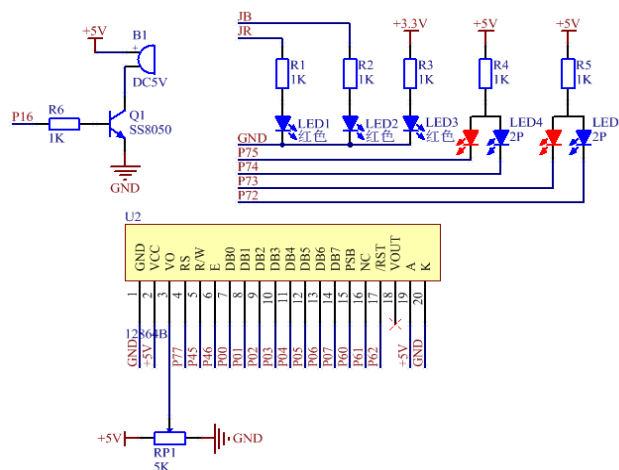 +5V B1
DC5V
P16 R6 1K Q1 SS8050
GND
JB
JR
+3.3V +5V +5V
R1 1K R2 1K R3 1K R4 1K R5 1K
LED1 红色 LED2 红色 LED3 红色 LED4 2P LED 2P
GND
P75
P74
P73
P72
U2
GND VCC VO RS R/W E DB0 DB1 DB2 DB3 DB4 DB5 DB6 DB7 PSB NC /RST VOUT A K
1 2 3 4 5 6 7 8 9 10 11 12 13 14 15 16 17 18 19 20
12864B
GND +5V P77 P45 P46 P00 P01 P02 P03 P04 P05 P06 P07 P60 P61 P62 +5V GND
+5V RP1 5K GND